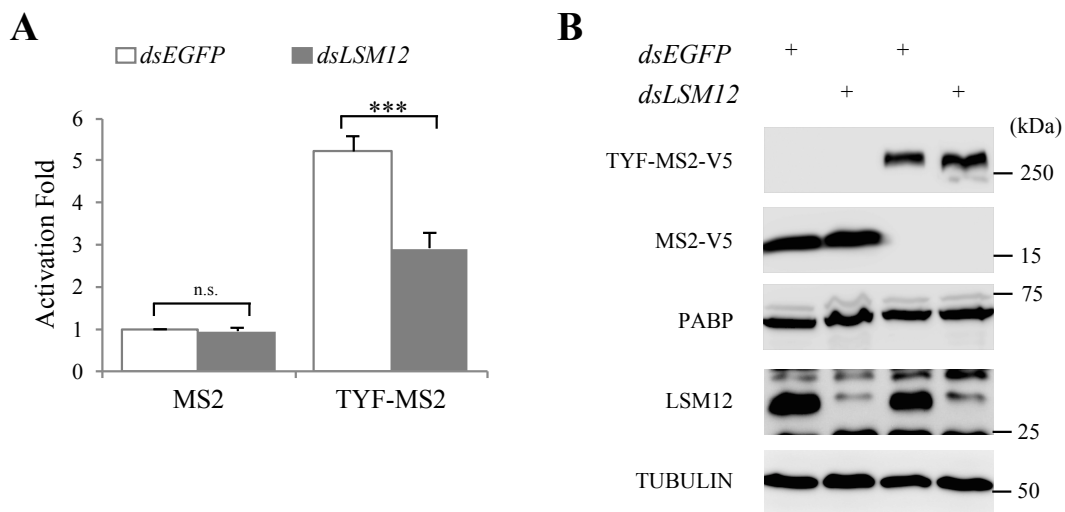 A
dsEGFP dsLSM12
Activation Fold
6
5
4
3
2
1
0
***
n.s.
MS2 TYF-MS2
B
dsEGFP + +
dsLSM12 + +
(kDa)
TYF-MS2-V5 250
MS2-V5 15
75
PABP
LSM12
25
TUBULIN 50